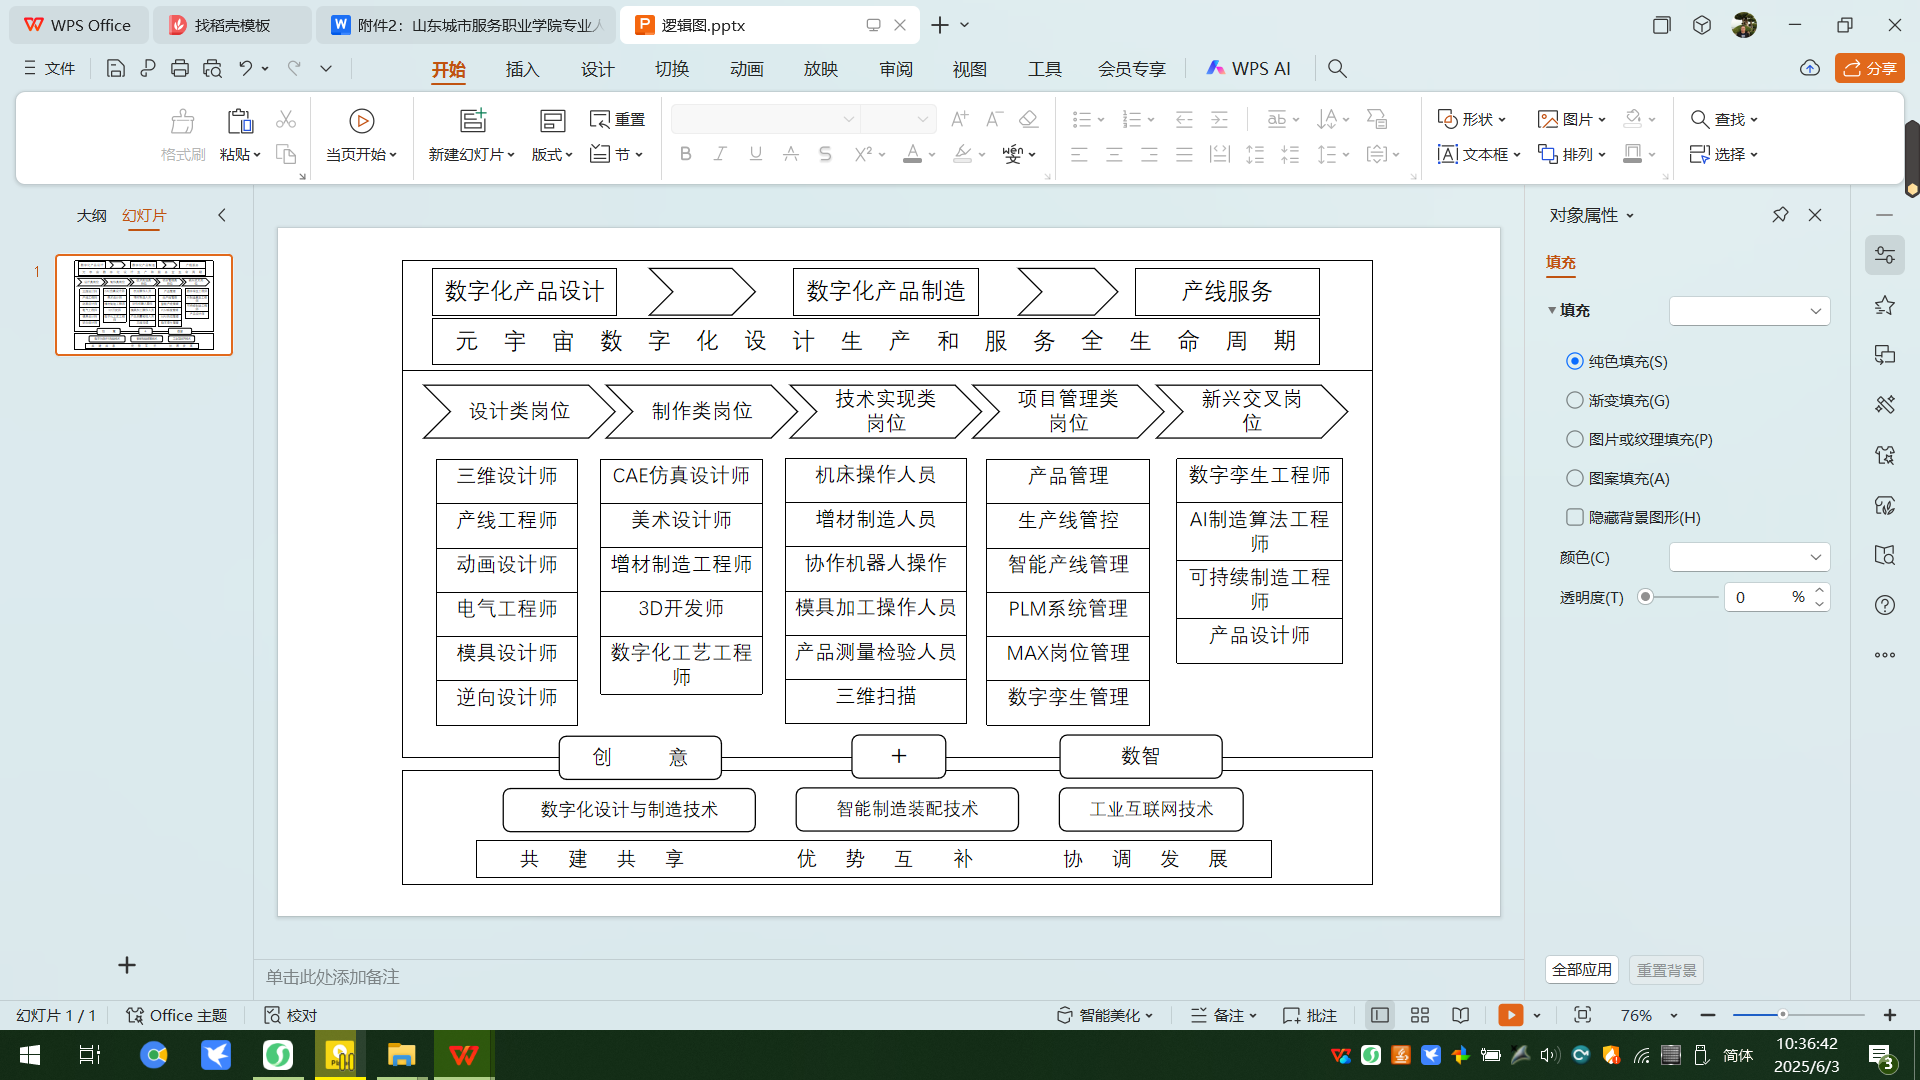 WPS Office
找稻壳模板
附件2：山东城市服务职业学院专业人
逻辑图.pptx
文件
开始
插入
设计
切换
动画
放映
审阅
视图
工具
会员专享
WPS AI
分享
格式刷
粘贴
当页开始
新建幻灯片
版式
重置
节
形状
图片
查找
文本框
排列
选择
大纲
幻灯片
1
数字化产品设计
数字化产品制造
产线服务
元宇宙数字化设计生产和服务全生命周期
设计类岗位
制作类岗位
技术实现类
岗位
项目管理类
岗位
新兴交叉岗
位
三维设计师
产线工程师
动画设计师
电气工程师
模具设计师
逆向设计师
CAE仿真设计师
美术设计师
增材制造工程师
3D开发师
数字化工艺工程
师
机床操作人员
增材制造人员
协作机器人操作
模具加工操作人员
产品测量检验人员
三维扫描
产品管理
生产线管控
智能产线管理
PLM系统管理
MAX岗位管理
数字孪生管理
数字孪生工程师
AI制造算法工程
师
可持续制造工程
师
产品设计师
创 意
+
数智
数字化设计与制造技术
智能制造装配技术
工业互联网技术
共 建 共 享 优 势 互 补 协 调 发 展
对象属性
填充
填充
纯色填充(S)
渐变填充(G)
图片或纹理填充(P)
图案填充(A)
隐藏背景图形(H)
颜色(C)
透明度(T)
0 %
全部应用
重置背景
单击此处添加备注
幻灯片 1 / 1
Office 主题
校对
智能美化
备注
批注
76%
简体
10:36:42
2025/6/3
3